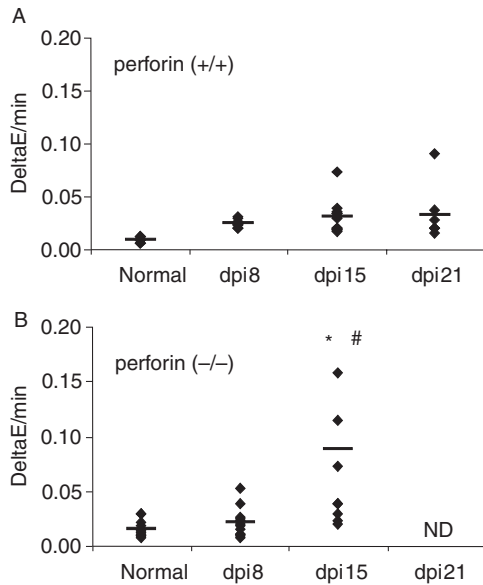 A
0.20
perforin (+/+)
0.15
DeltaE/min
0.10
0.05
0.00
Normal dpi8 dpi15 dpi21
B
0.20
* #
perforin (–/–)
0.15
DeltaE/min
0.10
0.05
ND
0.00
Normal dpi8 dpi15 dpi21